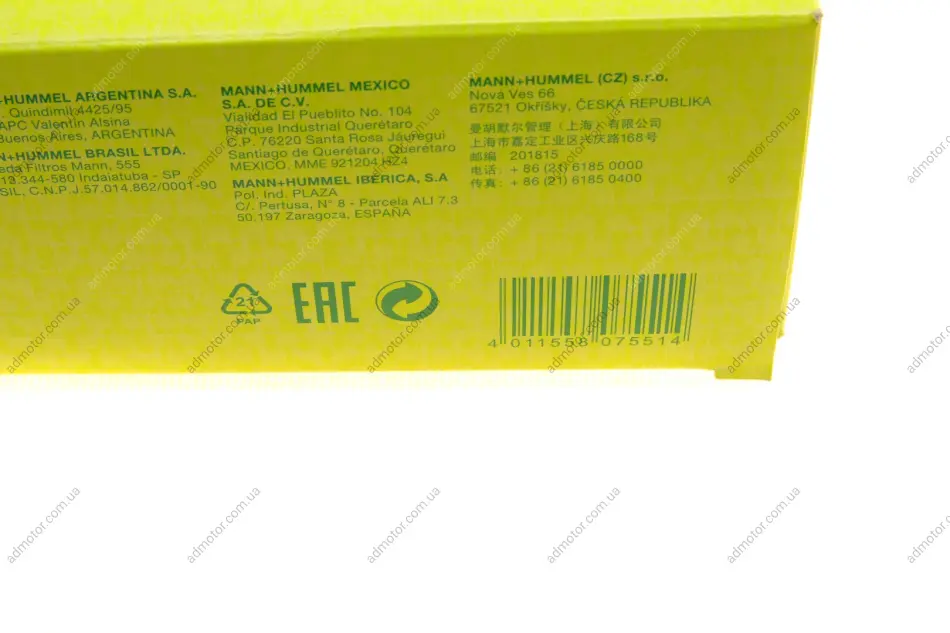 +HUMMEL ARGENTINA S.A.
. Quindimil 4425/95
APC Valentin Alsina
Buenos Aires, ARGENTINA
N+HUMMEL BRASIL LTDA.
eda Filtros Mann, 555
13.344-580 Indaiatuba - SP
SIL, C.N.P.J.57.014.862/0001-90
MANN+HUMMEL MEXICO
S.A. DE C.V.
Vialidad El Pueblito No. 104
Parque Industrial Querétaro
C.P. 76220 Santa Rosa Jáuregui
Santiago de Querétaro, Querétaro
MEXICO. MME 921204 HZ4
MANN+HUMMEL IBÉRICA, S.A
Pol. Ind. PLAZA
C/. Pertusa, N° 8 - Parcela ALI 7.3
50.197 Zaragoza, ESPAÑA
MANN+HUMMEL (CZ) s.r.o.
Nová Ves 66
67521 Okříšky, ČESKÁ REPUBLIKA
曼胡默尔管理（上海）有限公司
上海市嘉定工业区兴庆路168号
邮编 201815
电话: + 86 (21) 6185 0000
传真: + 86 (21) 6185 0400
21
PAP
EAC
4 011558 075514
admotor.com.ua